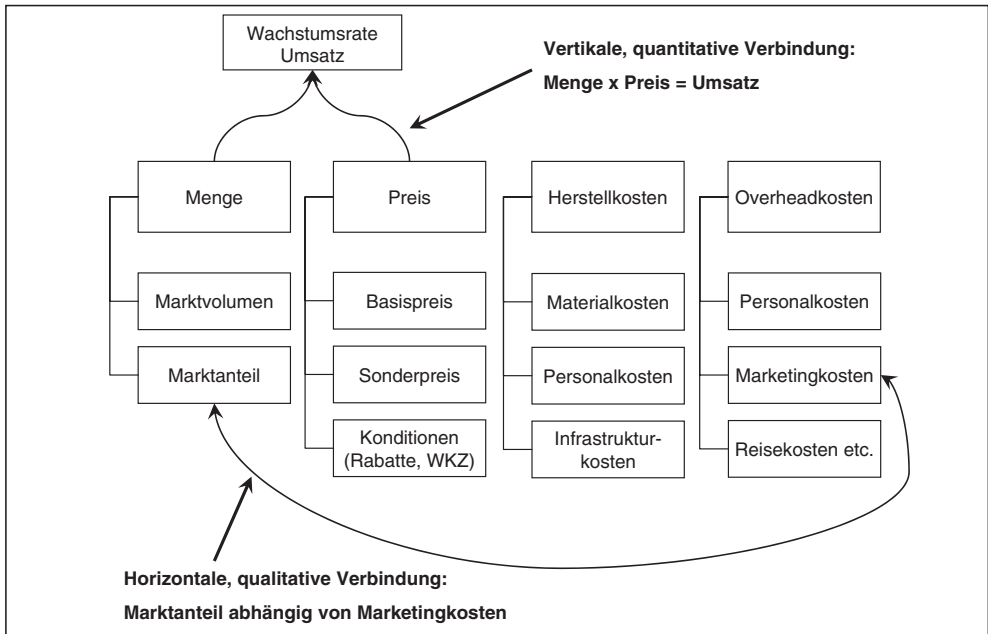 Wachstumsrate
Umsatz
Vertikale, quantitative Verbindung:
Menge x Preis = Umsatz
Menge
Preis
Herstellkosten
Overheadkosten
Marktvolumen
Basispreis
Materialkosten
Personalkosten
Marktanteil
Sonderpreis
Personalkosten
Marketingkosten
Konditionen
(Rabatte, WKZ)
Infrastruktur-
kosten
Reisekosten etc.
Horizontale, qualitative Verbindung:
Marktanteil abhängig von Marketingkosten